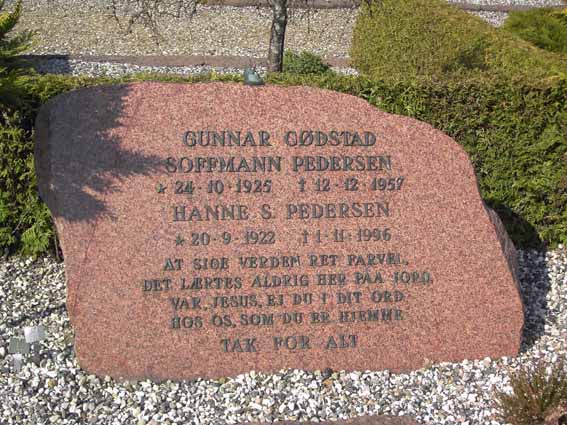 GUNNAR GØDSTAD
SOFFMANN PEDERSEN
★ 24 · 10 · 1925 † 12 · 12 · 1957
HANNE S. PEDERSEN
★ 20 · 9 · 1922 † 1 · 11 · 1996
AT SIGE VERDEN RET FARVEL,
DET LÆRTES ALDRIG HER PAA JORD,
VAR, JESUS, EJ DU I DIT ORD
HOS OS, SOM DU ER HJEMME
TAK FOR ALT